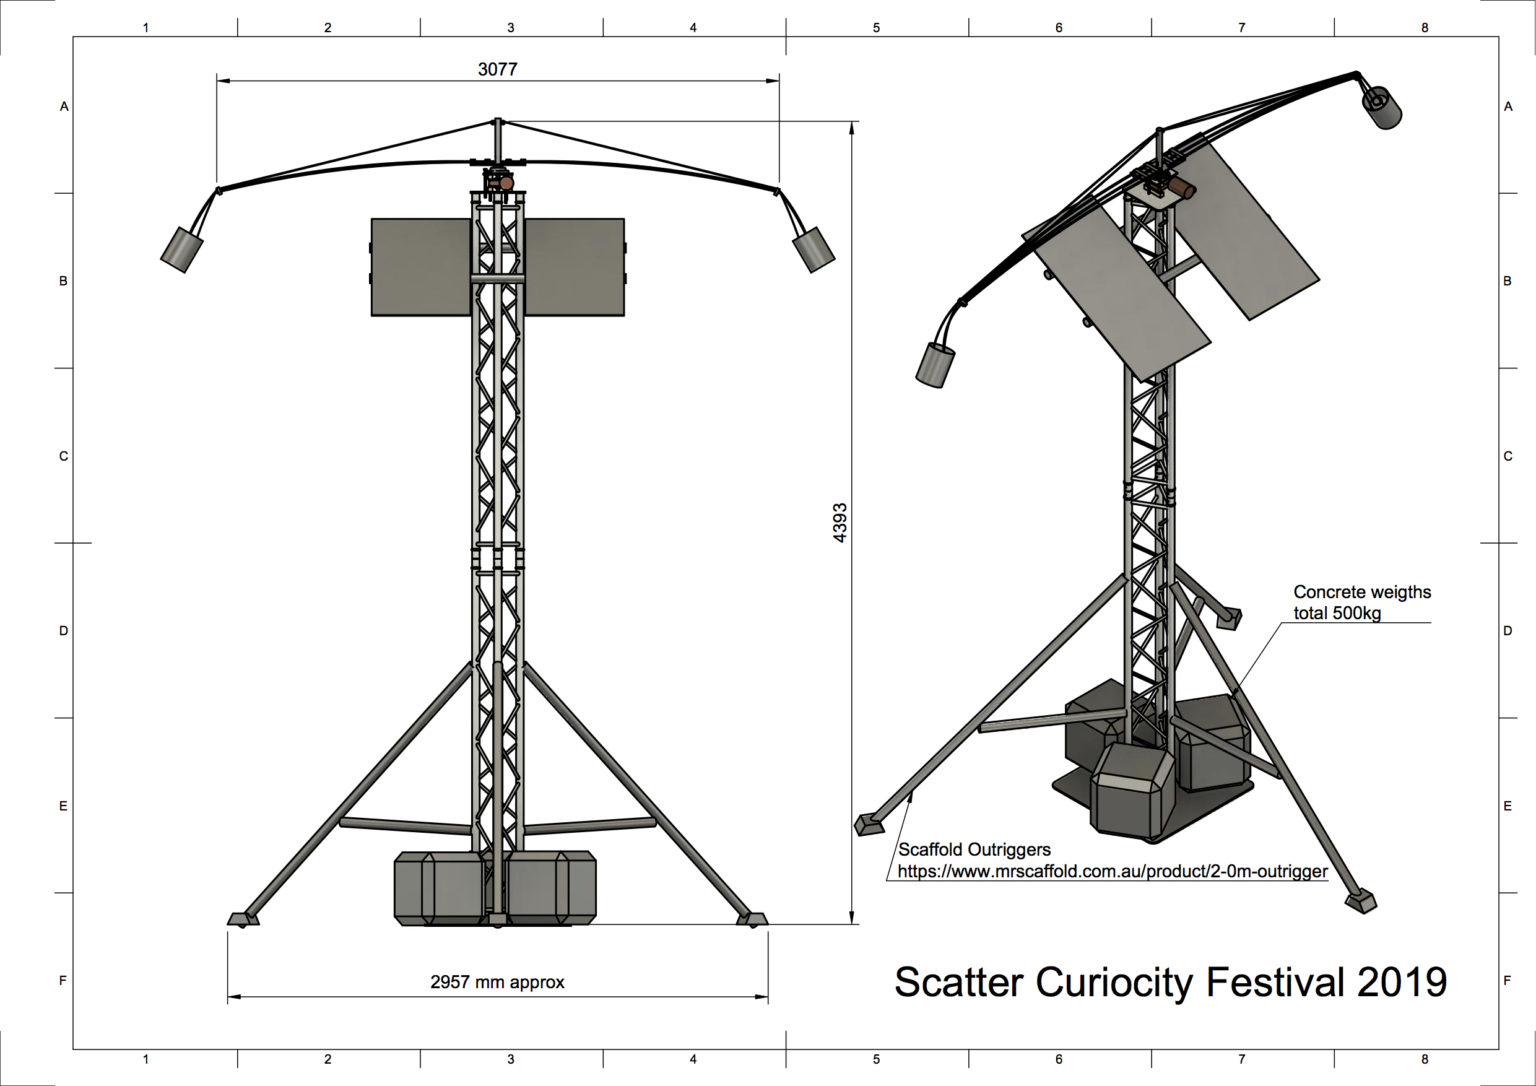 1 2 3 4 5 6 7 8
A A
3077
B B
C C
4393
D D
Concrete weigths
total 500kg
E E
Scaffold Outriggers
https://www.mrscaffold.com.au/product/2-0m-outrigger
F F
2957 mm approx
Scatter Curiocity Festival 2019
1 2 3 4 5 6 7 8